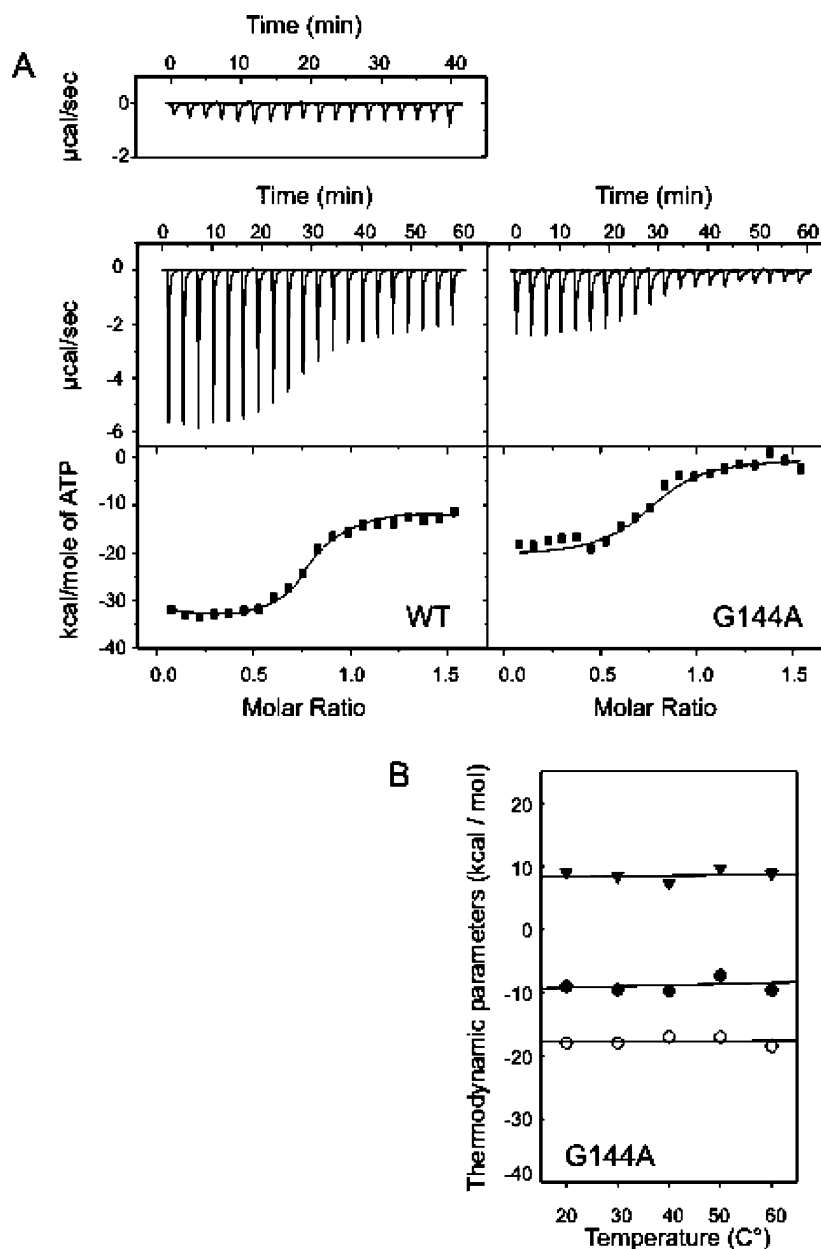 Time (min)
A
0 10 20 30 40
0
-2
µcal/sec
Time (min)
Time (min)
0 10 20 30 40 50 60
0 10 20 30 40 50 60
0
-2
-4
-6
µcal/sec
0
-10
-20
-30
-40
kcal/mole of ATP
WT
G144A
0.0 0.5 1.0 1.5
0.0 0.5 1.0 1.5
Molar Ratio
Molar Ratio
B
Thermodynamic parameters (kcal / mol)
20
10
0
-10
-20
-30
-40
G144A
20 30 40 50 60
Temperature (C°)